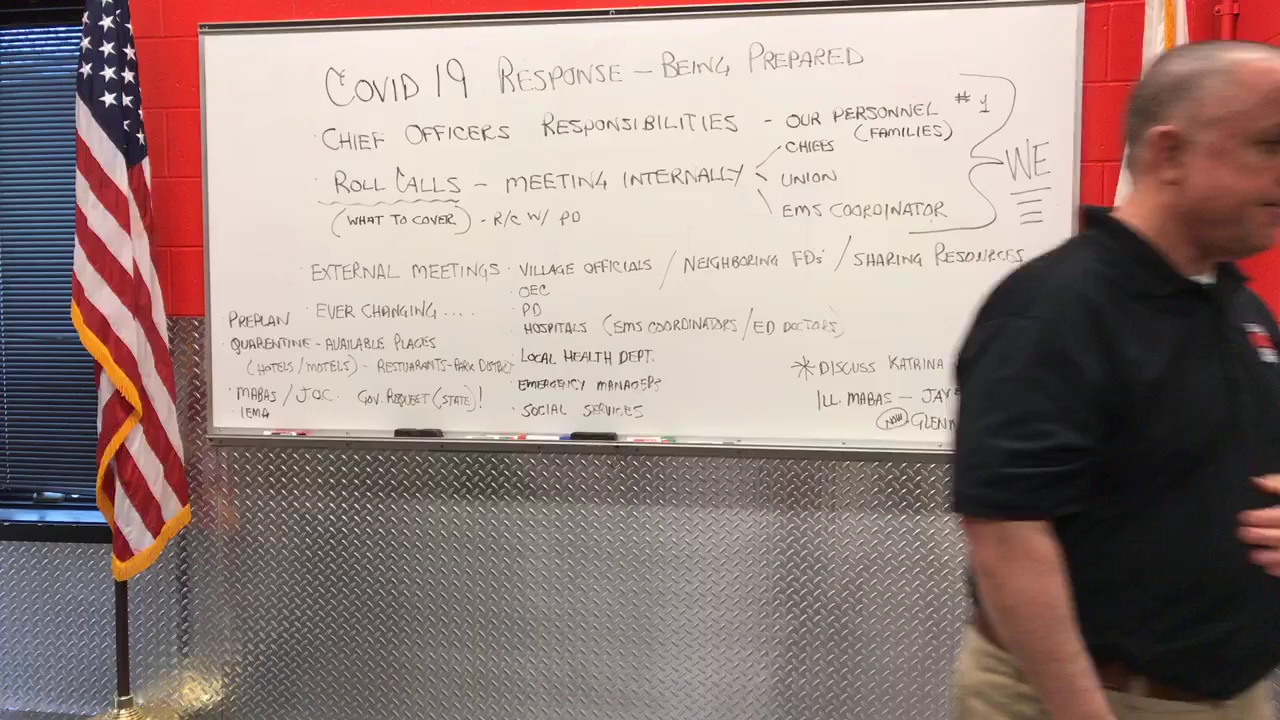 COVID 19 RESPONSE - BEING PREPARED
· CHIEF OFFICERS RESPONSIBILITIES - OUR PERSONNEL #1
(FAMILIES)
CHIEFS
· ROLL CALLS - MEETING INTERNALLY
UNION
WE
(WHAT TO COVER) - R/C W/ PD
EMS COORDINATOR
· EXTERNAL MEETINGS · VILLAGE OFFICIALS / NEIGHBORING FDs / SHARING RESOURCES
· OEC
· EVER CHANGING ....
· PD
· PREPLAN
· HOSPITALS (EMS COORDINATORS / ED DOCTORS)
· QUARENTINE - AVAILABLE PLACES
(HOTELS/MOTELS) - RESTUARANTS - PARK DISTRICT
· LOCAL HEALTH DEPT.
* DISCUSS KATRINA
· MABAS / JOC. GOV. REQUEST (STATE)!
· EMERGENCY MANAGERS
ILL. MABAS - JAY
· IEMA
· SOCIAL SERVICES
NOW GLENN